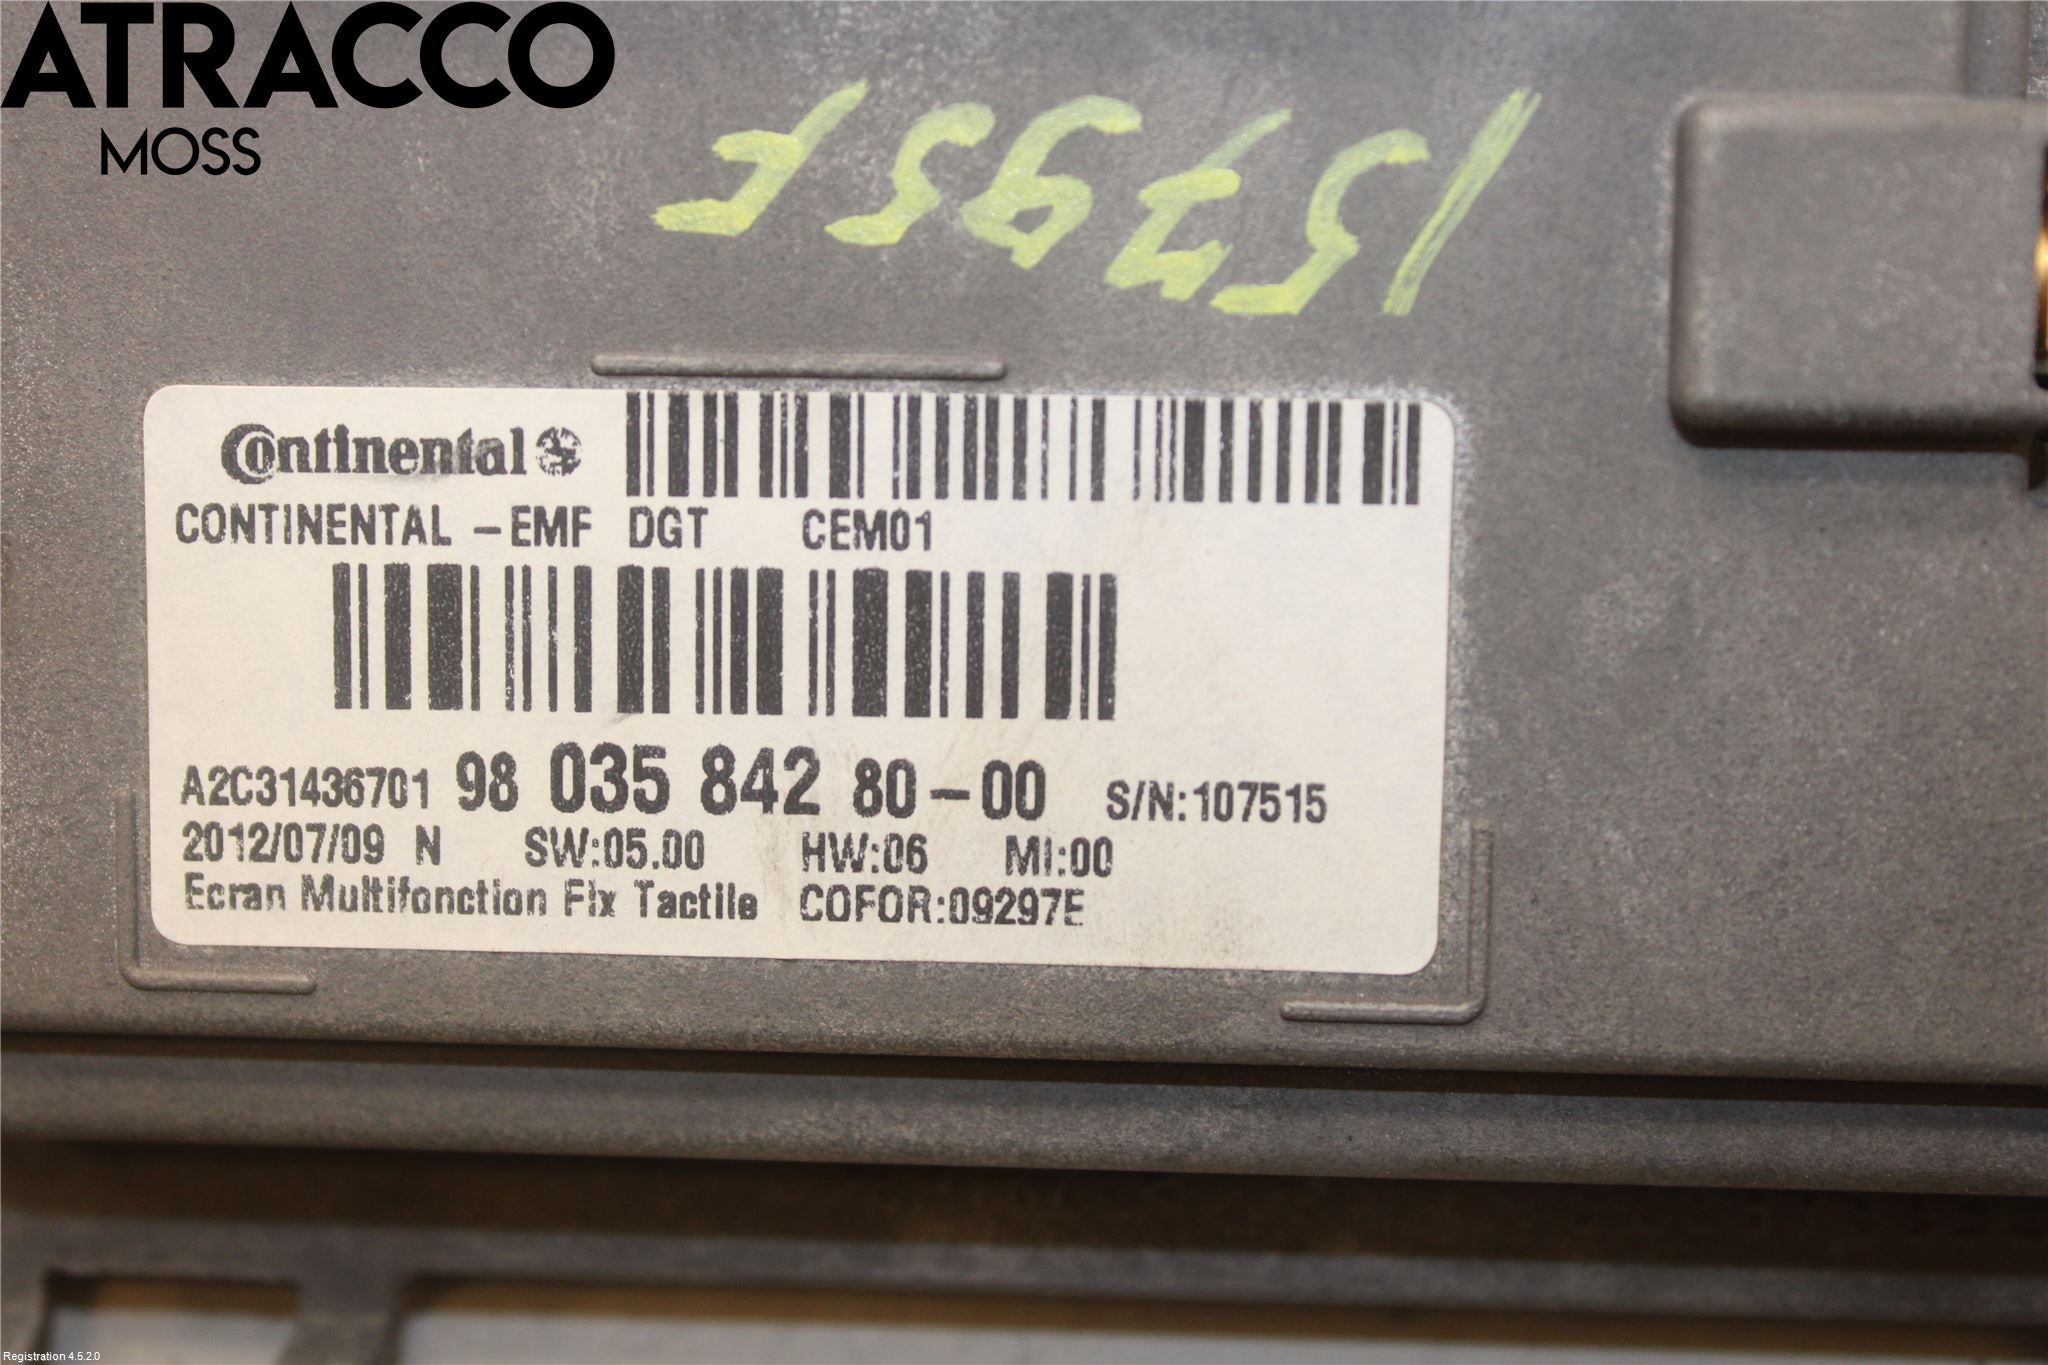 ATRACCO
MOSS
Continental
CONTINENTAL -EMF DGT CEM01
A2C31436701 98 035 842 80-00 S/N:107515
2012/07/09 N SW:05.00 HW:06 MI:00
Ecran Multifonction Fix Tactile COFOR:09297E
Registration 4.5.2.0